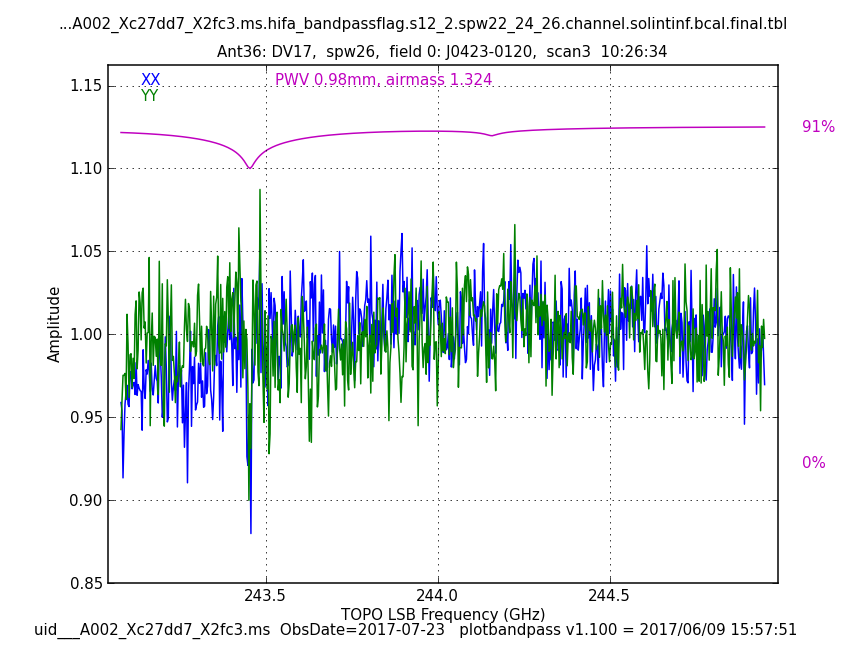 ...A002_Xc27dd7_X2fc3.ms.hifa_bandpassflag.s12_2.spw22_24_26.channel.solintinf.bcal.final.tbl
Ant36: DV17, spw26, field 0: J0423-0120, scan3 10:26:34
XX
PWV 0.98mm, airmass 1.324
YY
1.15
1.10
1.05
1.00
0.95
0.90
0.85
Amplitude
91%
0%
243.5
244.0
244.5
TOPO LSB Frequency (GHz)
uid___A002_Xc27dd7_X2fc3.ms ObsDate=2017-07-23 plotbandpass v1.100 = 2017/06/09 15:57:51